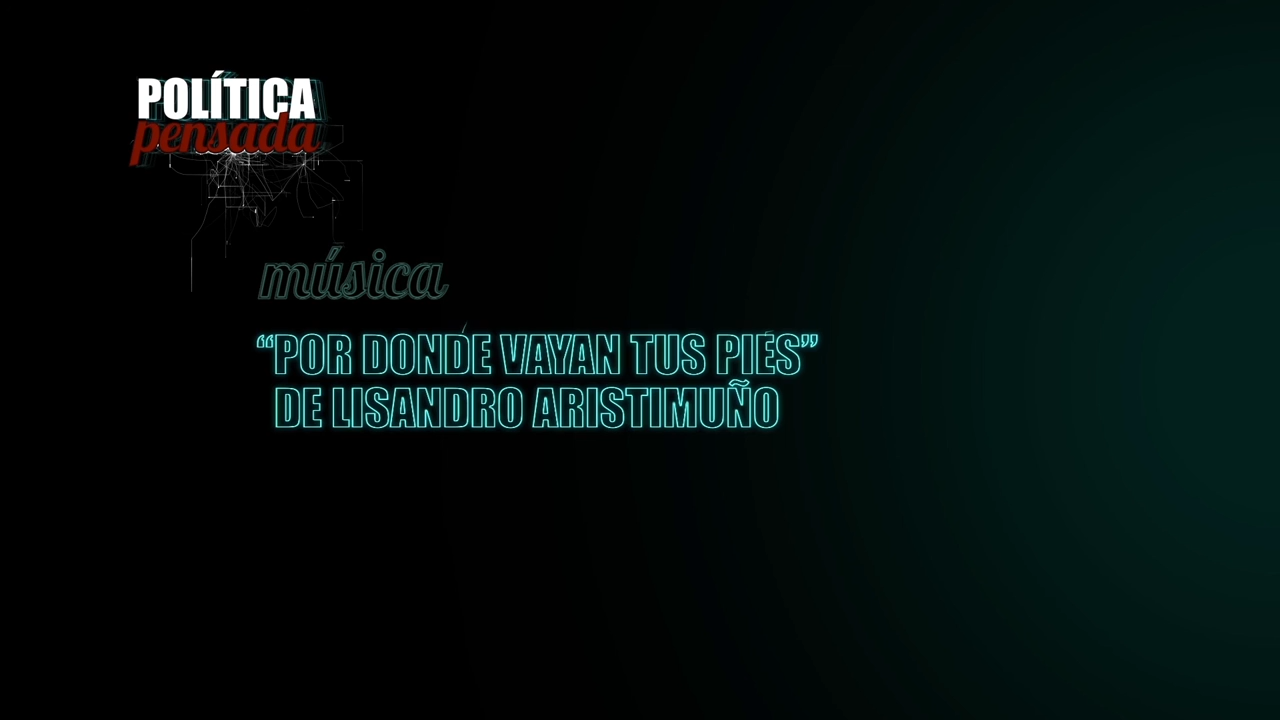 POLÍTICA
pensada
música
“POR DONDE VAYAN TUS PIES”
DE LISANDRO ARISTIMUÑO